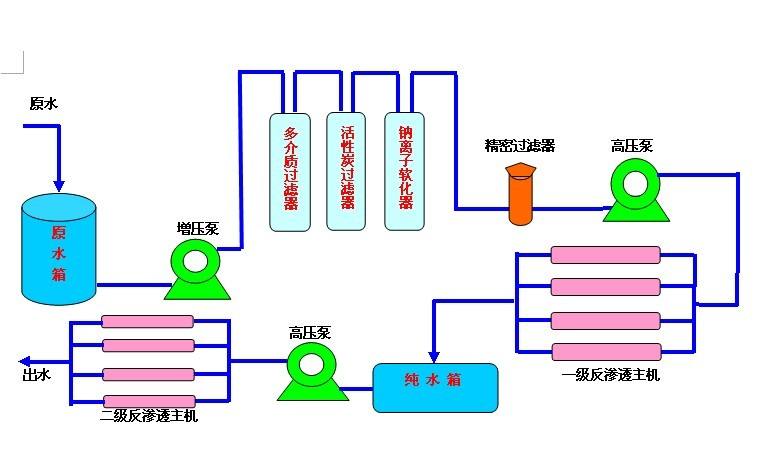 原水
原水箱
增压泵
多介质过滤器
活性炭过滤器
钠离子软化器
精密过滤器
高压泵
一级反渗透主机
纯水箱
高压泵
二级反渗透主机
出水